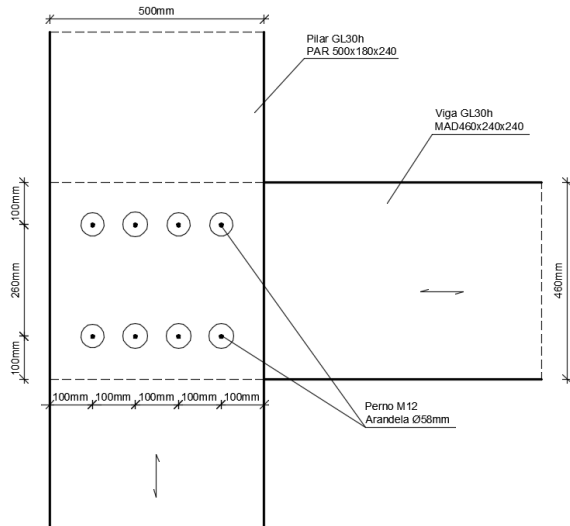 500mm
Pilar GL30h
PAR 500x180x240
Viga GL30h
MAD460x240x240
100mm
260mm
100mm
460mm
100mm 100mm 100mm 100mm 100mm
Perno M12
Arandela Ø58mm